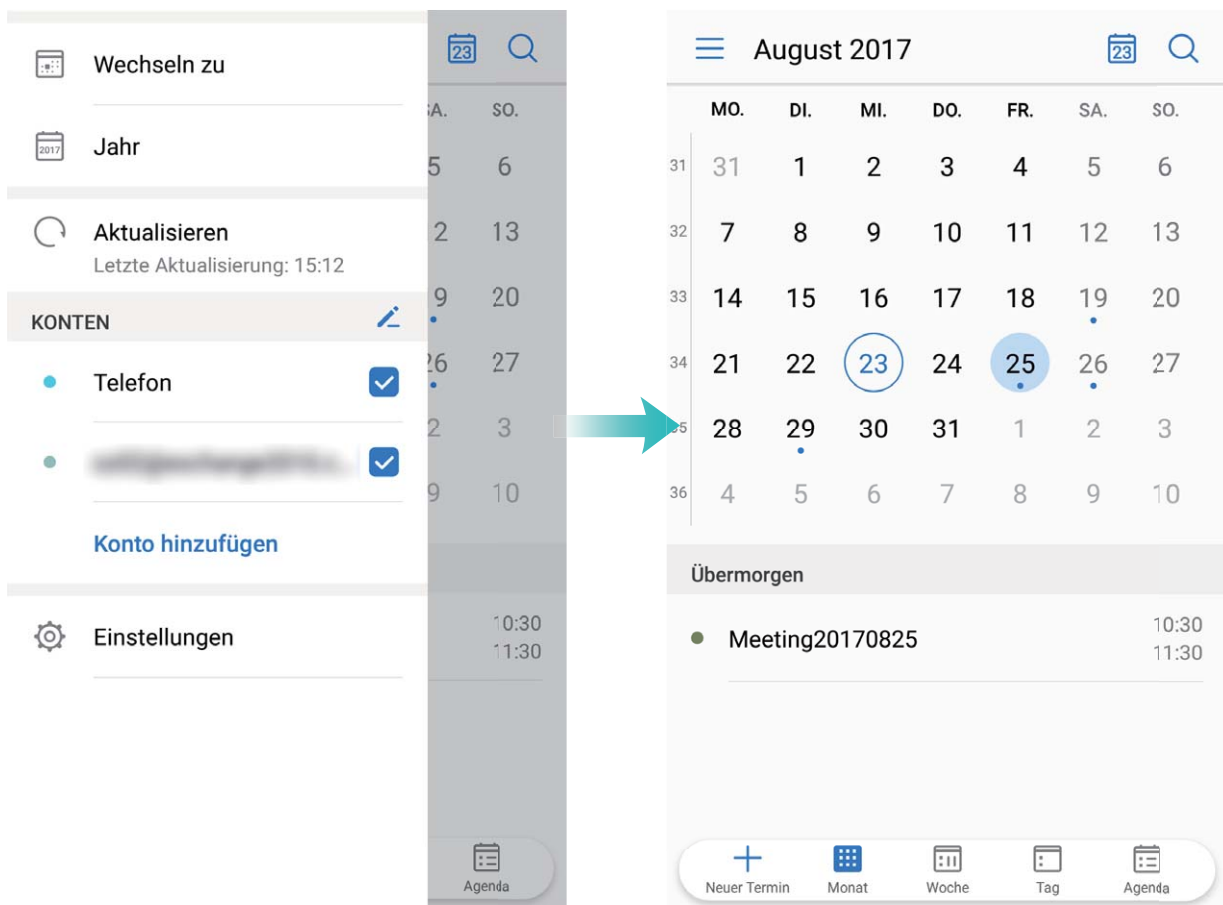 Wechseln zu
2017
Jahr
Aktualisieren
Letzte Aktualisierung: 15:12
KONTEN
Telefon
Konto hinzufügen
Einstellungen
23
SA. SO.
5 6
2 13
9 20
26 27
2 3
9 10
10:30
11:30
Agenda
August 2017 23
MO. DI. MI. DO. FR. SA. SO.
31 31 1 2 3 4 5 6
32 7 8 9 10 11 12 13
33 14 15 16 17 18 19 20
34 21 22 23 24 25 26 27
35 28 29 30 31 1 2 3
36 4 5 6 7 8 9 10
Übermorgen
Meeting20170825 10:30
11:30
Neuer Termin Monat Woche Tag Agenda